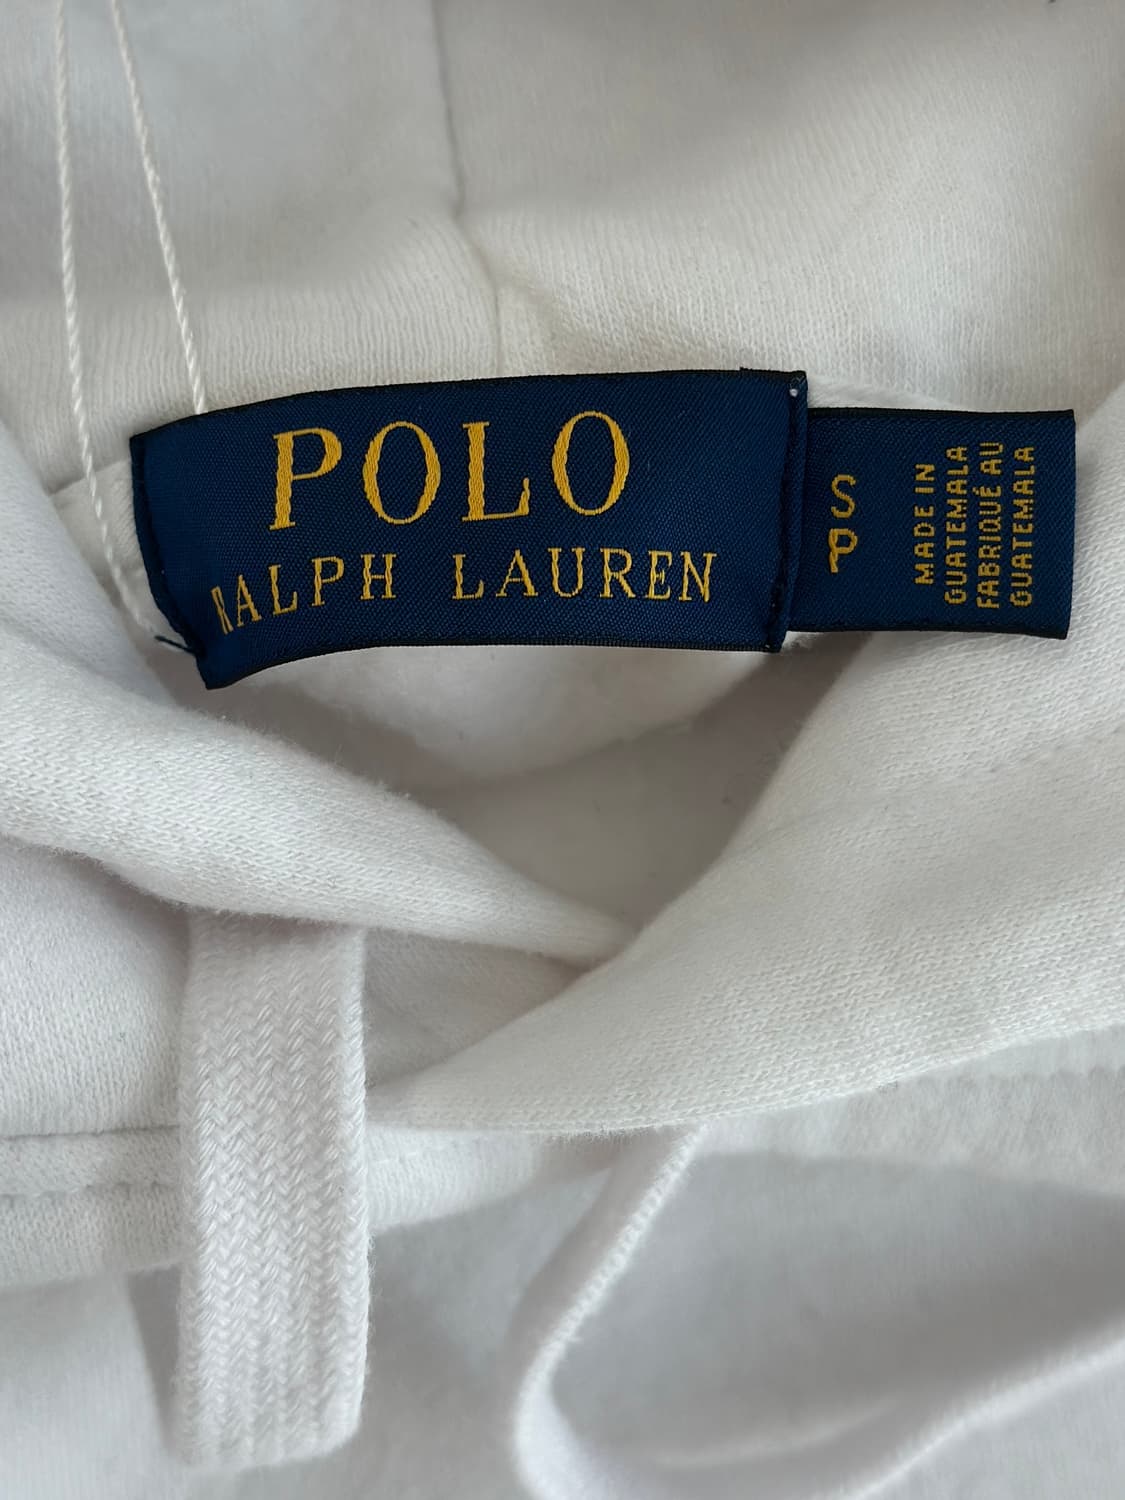 POLO
RALPH LAUREN
S
P
MADE IN
GUATEMALA
FABRIQUÉ AU
GUATEMALA